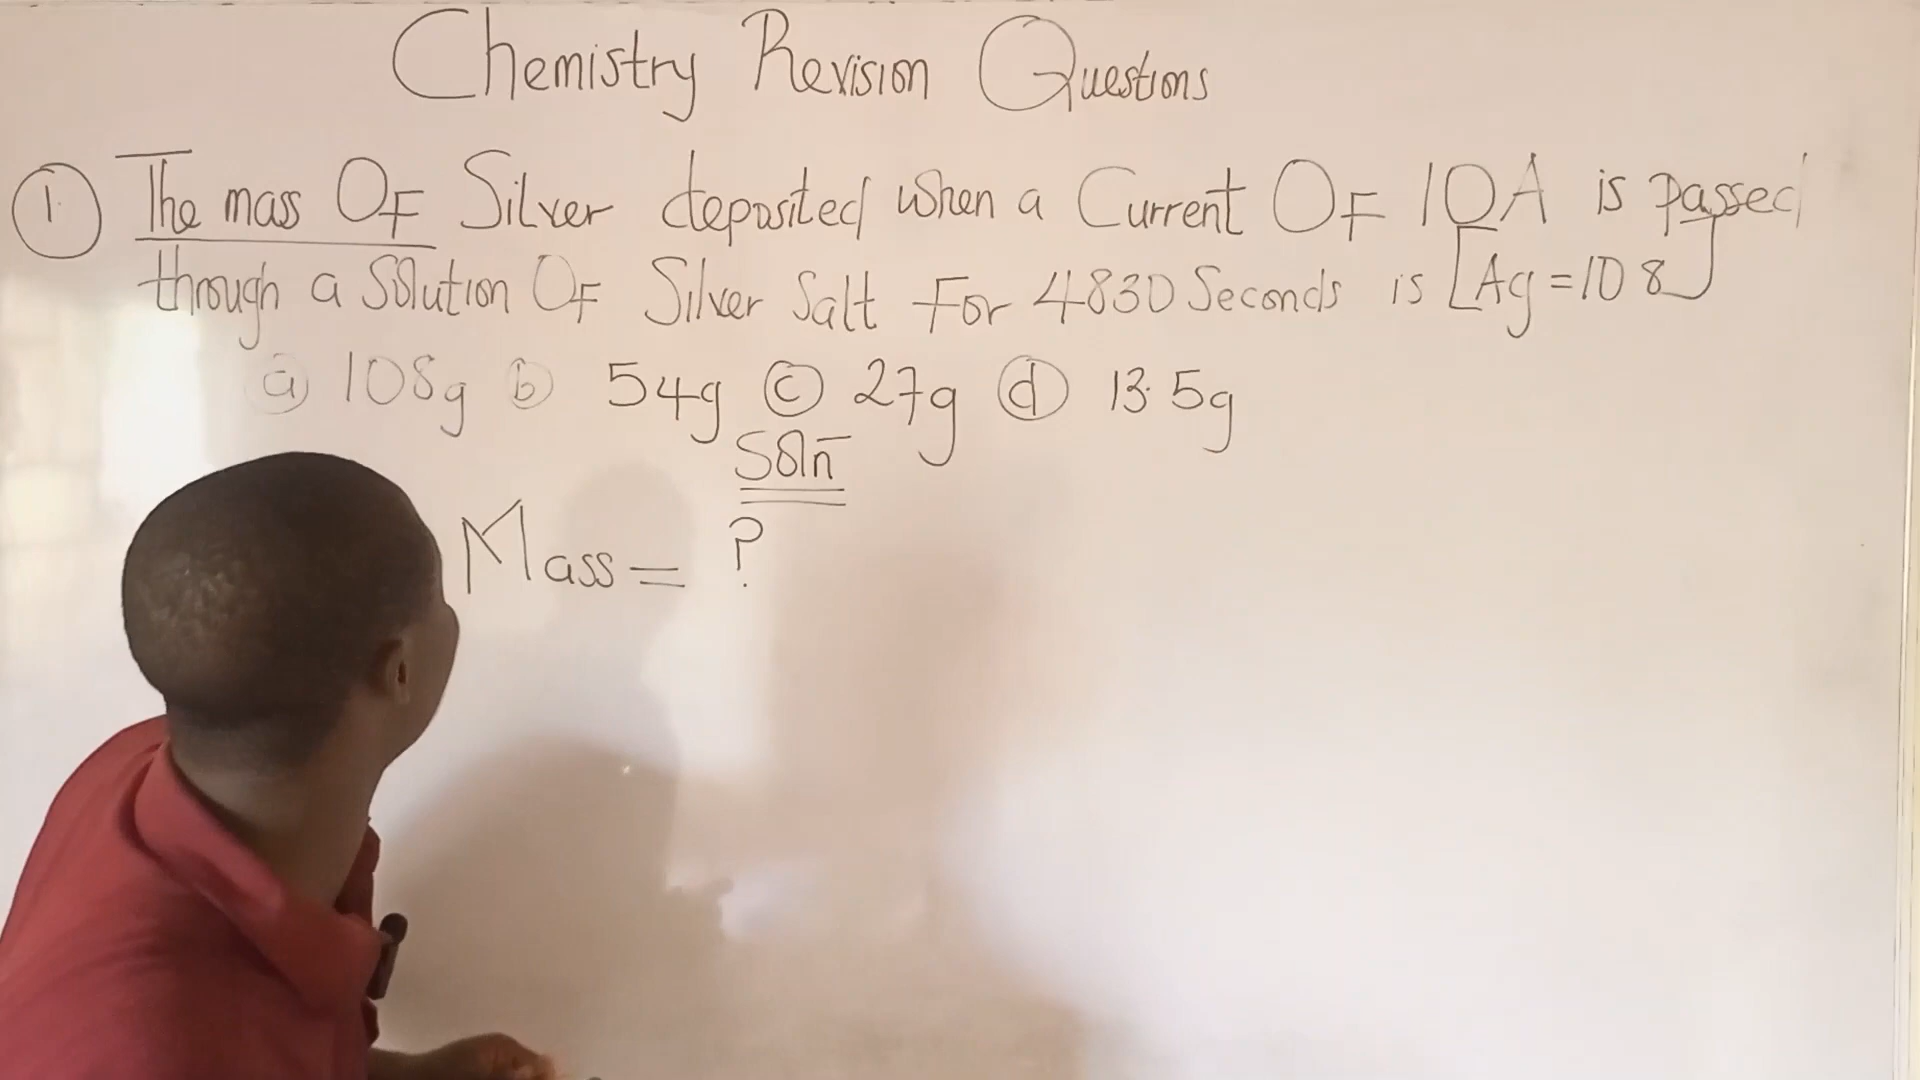 Chemistry Revision Questions
① The mass OF Silver deposited when a Current OF 10A is passed
through a Solution OF Silver Salt For 4830 Seconds is [Ag=108]
ⓐ 108g ⓑ 54g ⓒ 27g ⓓ 13.5g
Soln
Mass = ?